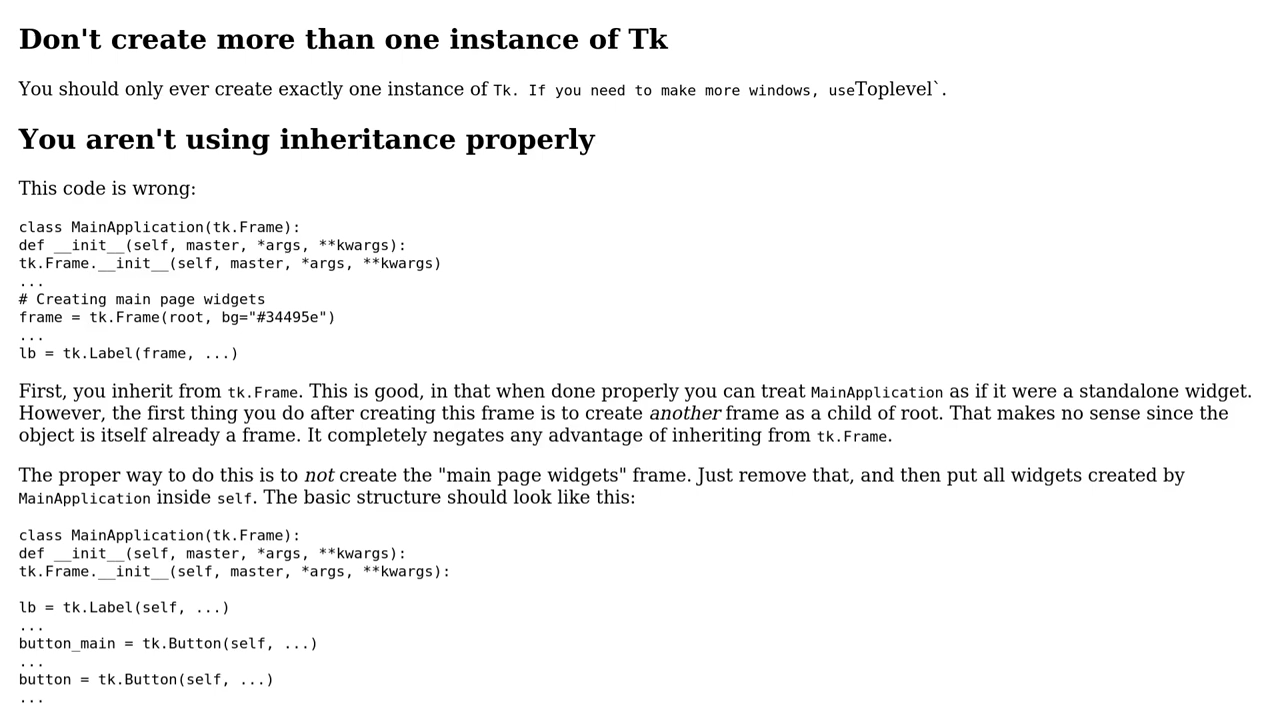 Don't create more than one instance of Tk
You should only ever create exactly one instance of Tk. If you need to make more windows, useToplevel`.
You aren't using inheritance properly
This code is wrong:
class MainApplication(tk.Frame):
def __init__(self, master, *args, **kwargs):
tk.Frame.__init__(self, master, *args, **kwargs)
...
# Creating main page widgets
frame = tk.Frame(root, bg="#34495e")
...
lb = tk.Label(frame, ...)
First, you inherit from tk.Frame. This is good, in that when done properly you can treat MainApplication as if it were a standalone widget.
However, the first thing you do after creating this frame is to create another frame as a child of root. That makes no sense since the
object is itself already a frame. It completely negates any advantage of inheriting from tk.Frame.
The proper way to do this is to not create the "main page widgets" frame. Just remove that, and then put all widgets created by
MainApplication inside self. The basic structure should look like this:
class MainApplication(tk.Frame):
def __init__(self, master, *args, **kwargs):
tk.Frame.__init__(self, master, *args, **kwargs):
lb = tk.Label(self, ...)
...
button_main = tk.Button(self, ...)
...
button = tk.Button(self, ...)
...